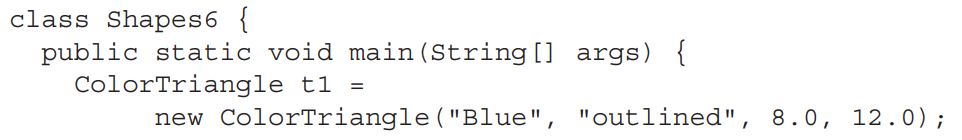 class Shapes6 {
public static void main(String[] args) {
ColorTriangle t1 =
new ColorTriangle("Blue", "outlined", 8.0, 12.0);